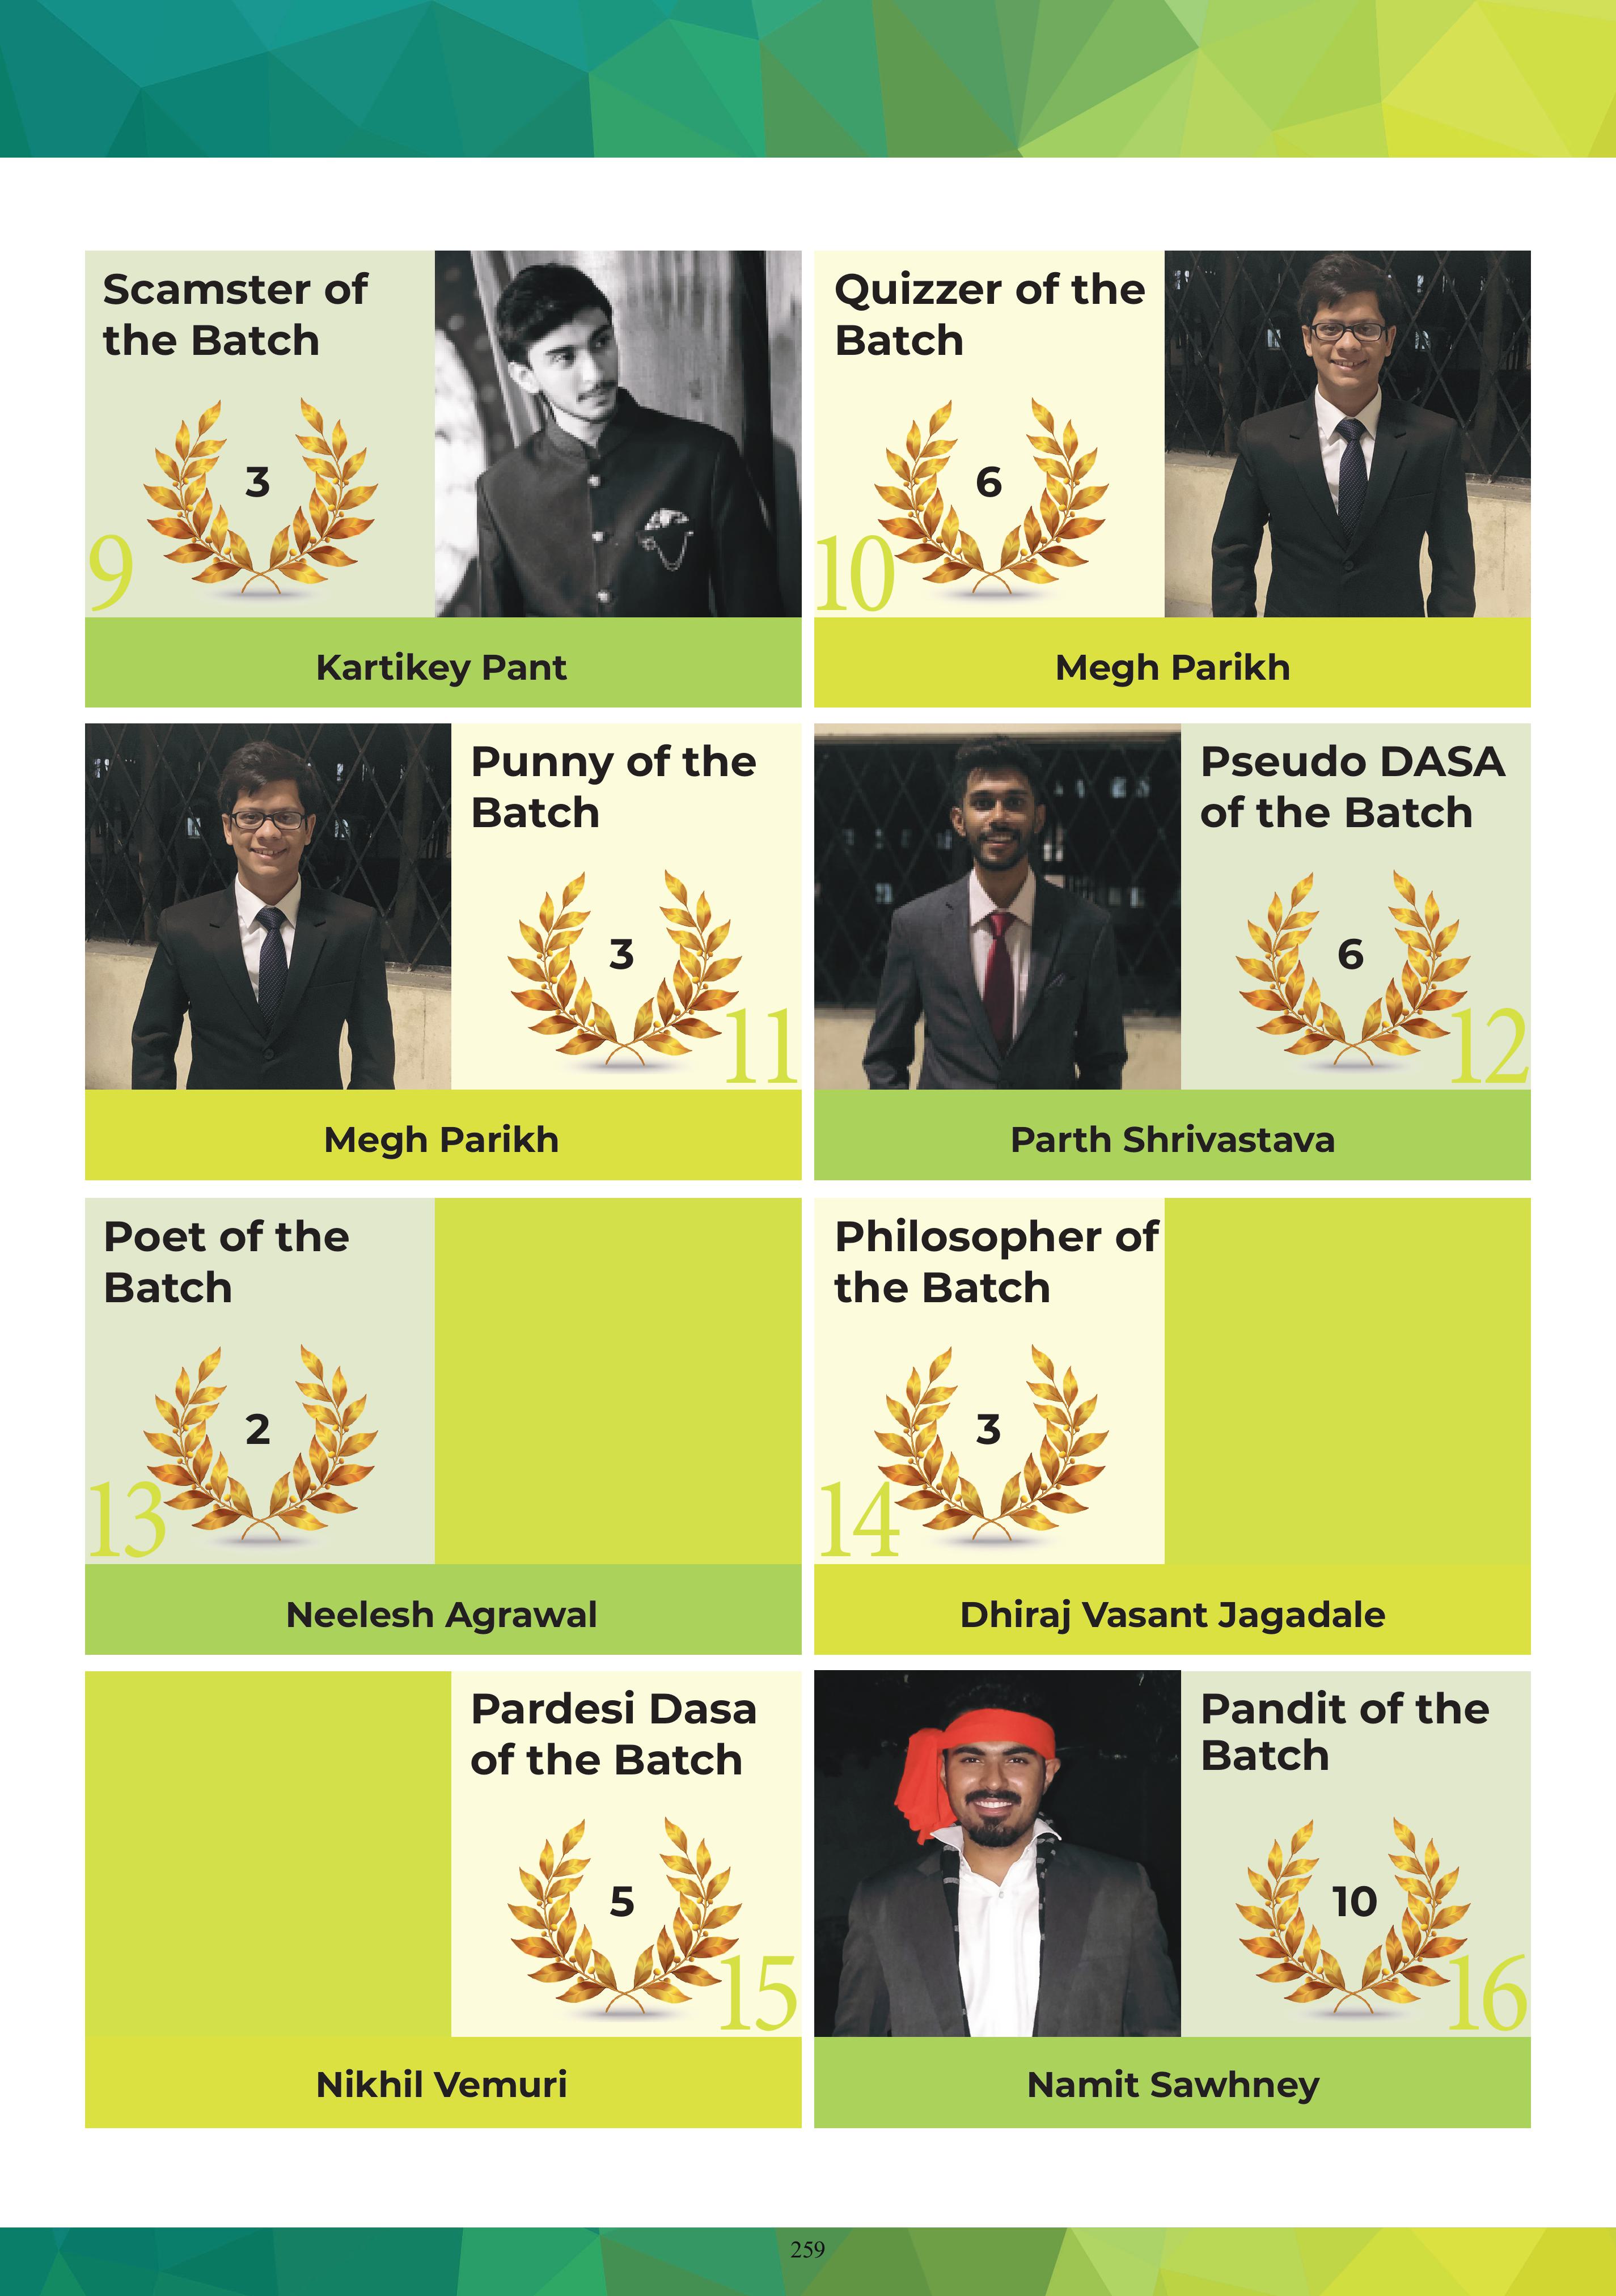 Scamster of
the Batch
3
9
Kartikey Pant
Quizzer of the
Batch
6
10
Megh Parikh
Punny of the
Batch
3
11
Megh Parikh
Pseudo DASA
of the Batch
6
12
Parth Shrivastava
Poet of the
Batch
2
13
Neelesh Agrawal
Philosopher of
the Batch
3
14
Dhiraj Vasant Jagadale
Pardesi Dasa
of the Batch
5
15
Nikhil Vemuri
Pandit of the
Batch
10
16
Namit Sawhney
259